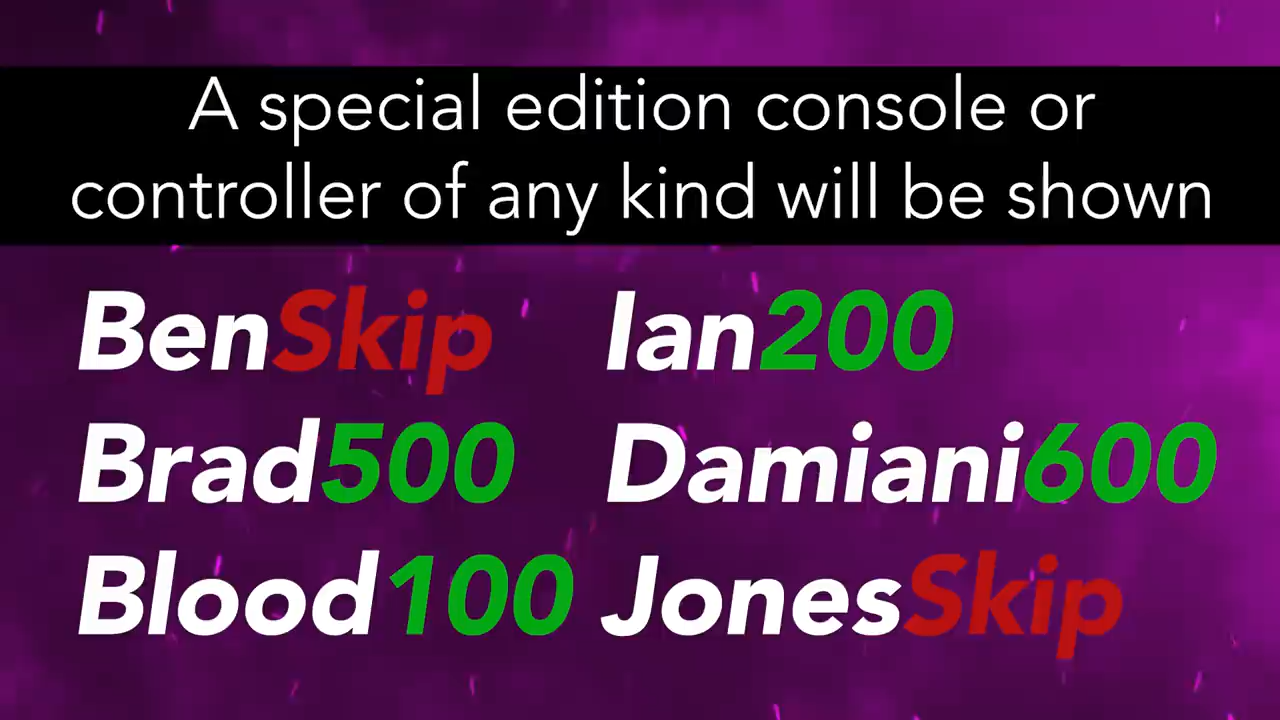 A special edition console or
controller of any kind will be shown
BenSkip Ian200
Brad500 Damiani600
Blood100 JonesSkip